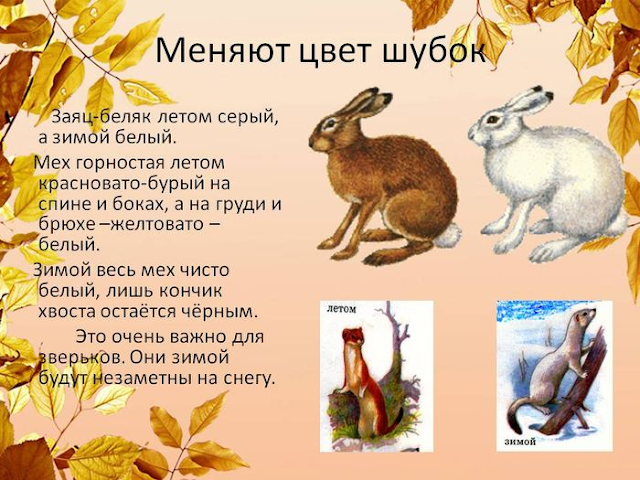 Меняют цвет шубок
Заяц-беляк летом серый,
а зимой белый.
Мех горностая летом
красновато-бурый на
спине и боках, а на груди и
брюхе –желтовато –
белый.
Зимой весь мех чисто
белый, лишь кончик
хвоста остаётся чёрным.
Это очень важно для
зверьков. Они зимой
будут незаметны на снегу.
летом
зимой